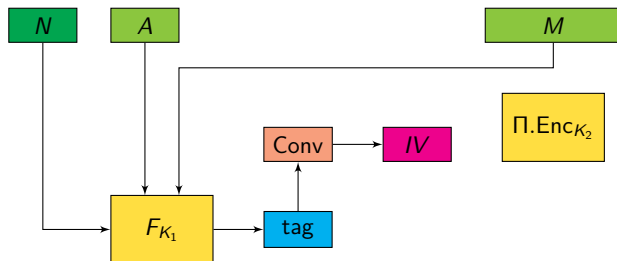 N A M
Π.Enc_{K_2}
Conv IV
F_{K_1} tag